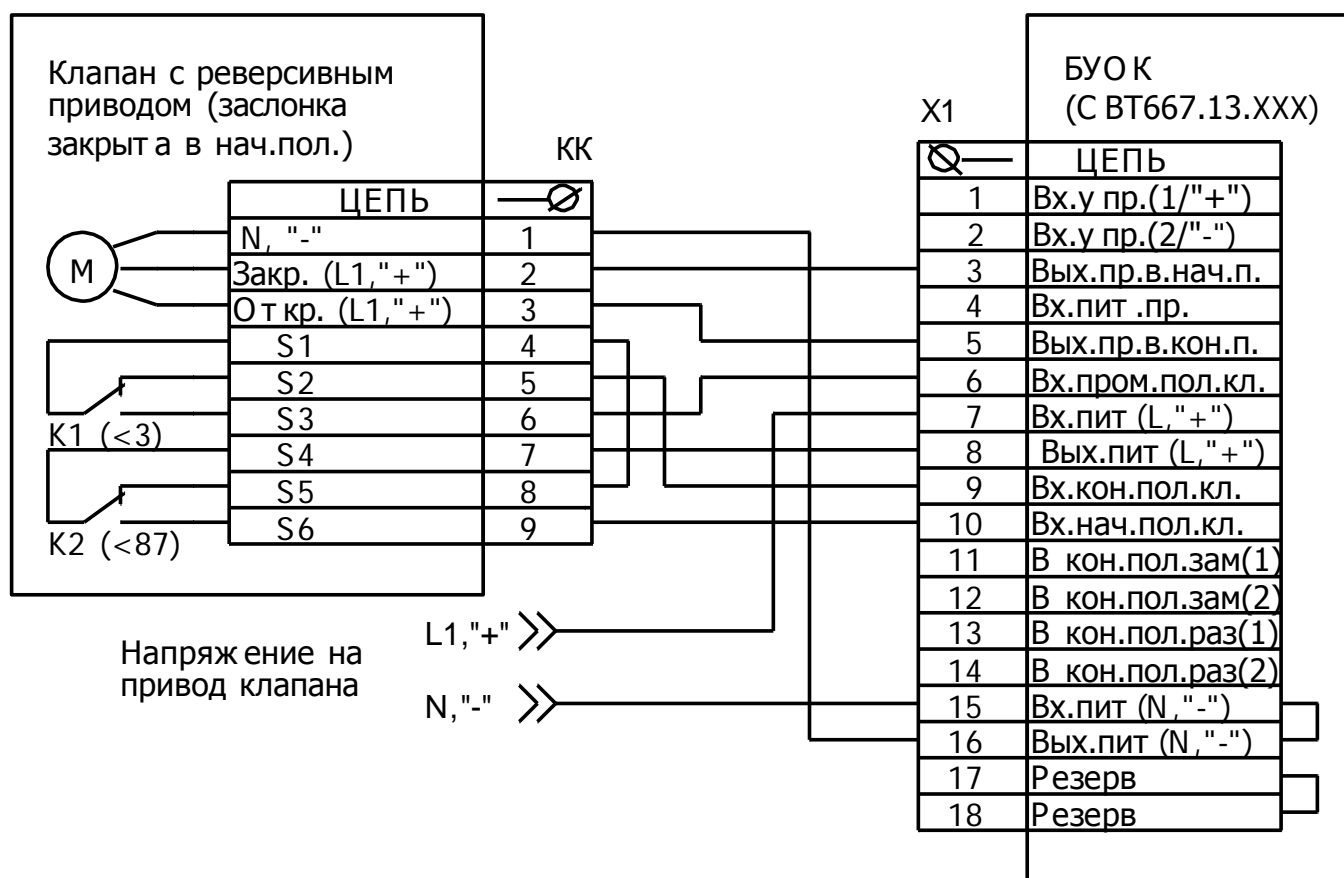 Клапан с реверсивным
приводом (заслонка
закрыта в нач.пол.)
КК
ЦЕПЬ
N, "-" 1
Закр. (L1,"+") 2
Откр. (L1,"+") 3
S1 4
S2 5
S3 6
S4 7
S5 8
S6 9
М
K1 (<3)
K2 (<87)
Напряжение на
привод клапана
L1,"+"
N,"-"
БУОК
(СВТ667.13.XXX)
X1
ЦЕПЬ
1 Вх.упр.(1/"+")
2 Вх.упр.(2/"-")
3 Вых.пр.в.нач.п.
4 Вх.пит.пр.
5 Вых.пр.в.кон.п.
6 Вх.пром.пол.кл.
7 Вх.пит (L,"+")
8 Вых.пит (L,"+")
9 Вх.кон.пол.кл.
10 Вх.нач.пол.кл.
11 В кон.пол.зам(1)
12 В кон.пол.зам(2)
13 В кон.пол.раз(1)
14 В кон.пол.раз(2)
15 Вх.пит (N,"-")
16 Вых.пит (N,"-")
17 Резерв
18 Резерв